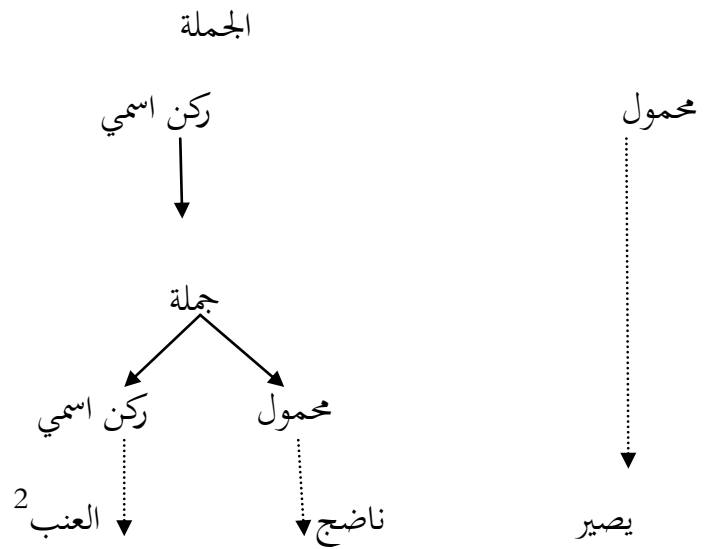 الجملة
محمول ركن اسمي
جملة
محمول ركن اسمي
يصير ناضج العنب2